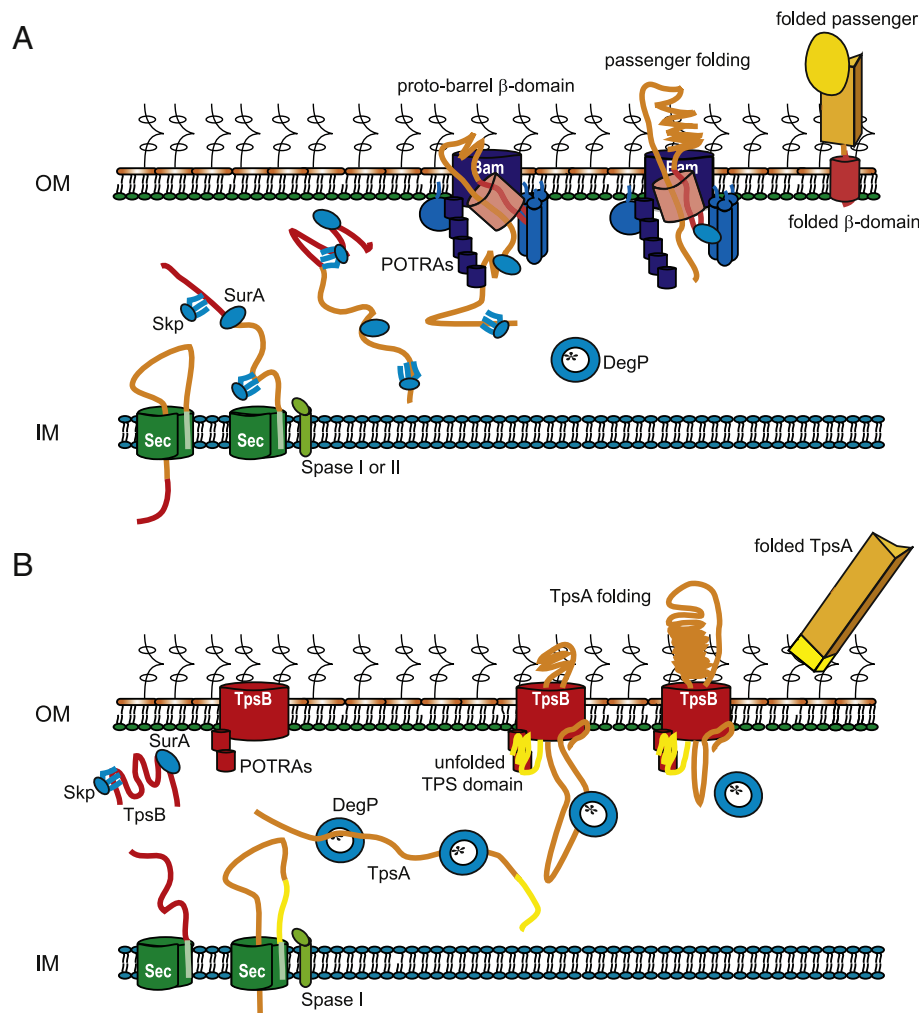 A
folded passenger
passenger folding
proto-barrel β-domain
Bam
Bam
OM
folded β-domain
POTRAs
SurA
Skp
DegP
IM
Sec
Sec
Spase I or II
B
folded TpsA
TpsA folding
TpsB
TpsB
TpsB
OM
SurA
POTRAs
unfolded
TPS domain
Skp
TpsB
DegP
TpsA
IM
Sec
Sec
Spase I